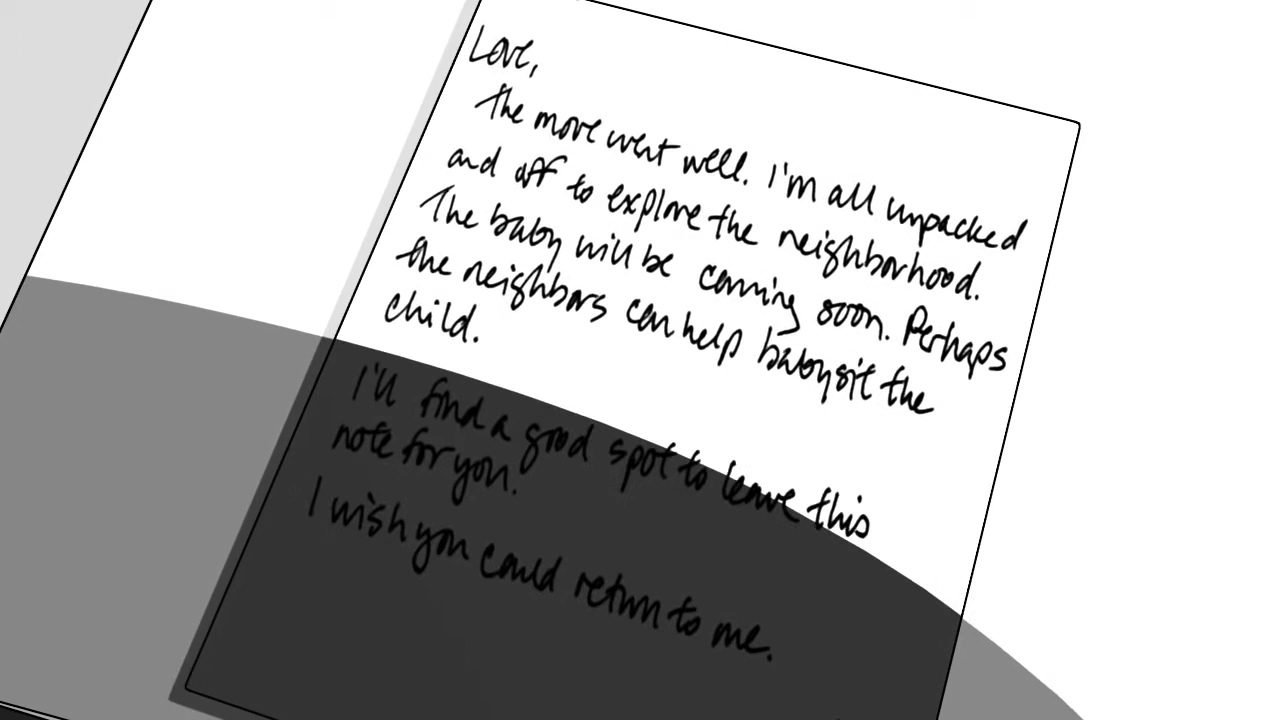 Love,
The move went well. I'm all unpacked
and off to explore the neighborhood.
The baby will be coming soon. Perhaps
the neighbors can help babysit the
child.
I'll find a good spot to leave this
note for you.
I wish you could return to me.